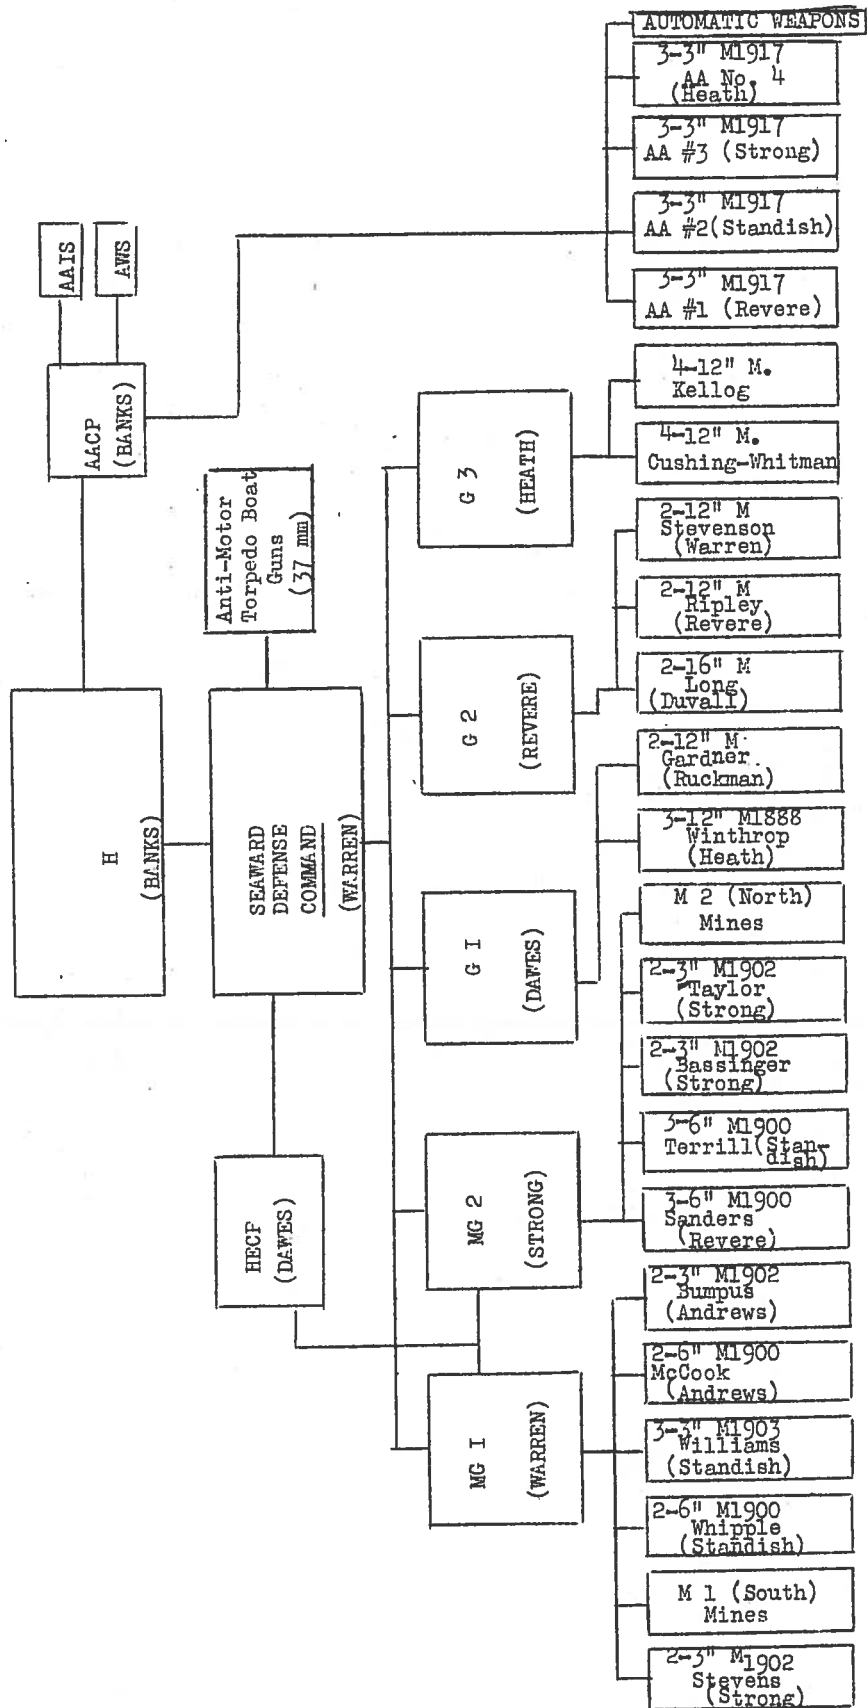 H
(BANKS)
AACP
(BANKS)
AAIS
AWS
SEAWARD
DEFENSE
COMMAND
(WARREN)
Anti-Motor
Torpedo Boat
Guns
(37 mm)
HECP
(DAWES)
MG 1
(WARREN)
MG 2
(STRONG)
G 1
(DAWES)
G 2
(REVERE)
G 3
(HEATH)
2-3" M1902
Stevens
(Strong)
M 1 (South)
Mines
2-6" M1900
Whipple
(Standish)
3-3" M1903
Williams
(Standish)
2-6" M1900
McCook
(Andrews)
2-3" M1902
Bumpus
(Andrews)
3-6" M1900
Sanders
(Revere)
3-6" M1900
Terrill(Stan-
dish)
2-3" M1902
Bassinger
(Strong)
2-3" M1902
Taylor
(Strong)
M 2 (North)
Mines
3-12" M1888
Winthrop
(Heath)
2-12" M
Gardner
(Ruckman)
2-16" M
Long
(Duvall)
2-12" M
Ripley
(Revere)
2-12" M
Stevenson
(Warren)
4-12" M.
Cushing-Whitman
4-12" M.
Kellog
3-3" M1917
AA #1 (Revere)
3-3" M1917
AA #2(Standish)
3-3" M1917
AA #3 (Strong)
3-3" M1917
AA No. 4
(Heath)
AUTOMATIC WEAPONS